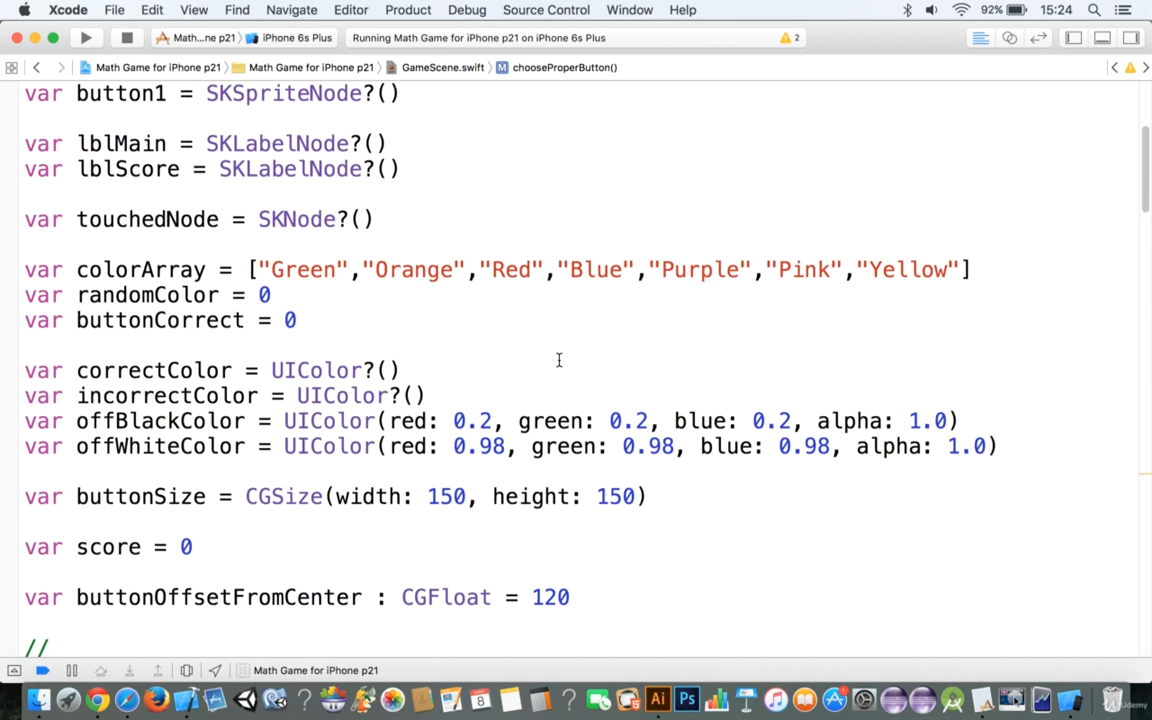 Xcode File Edit View Find Navigate Editor Product Debug Source Control Window Help 92% 15:24
Math...ne p21 iPhone 6s Plus Running Math Game for iPhone p21 on iPhone 6s Plus 2
Math Game for iPhone p21 Math Game for iPhone p21 GameScene.swift M chooseProperButton()
var button1 = SKSpriteNode?()
var lblMain = SKLabelNode?()
var lblScore = SKLabelNode?()
var touchedNode = SKNode?()
var colorArray = ["Green","Orange","Red","Blue","Purple","Pink","Yellow"]
var randomColor = 0
var buttonCorrect = 0
var correctColor = UIColor?()
var incorrectColor = UIColor?()
var offBlackColor = UIColor(red: 0.2, green: 0.2, blue: 0.2, alpha: 1.0)
var offWhiteColor = UIColor(red: 0.98, green: 0.98, blue: 0.98, alpha: 1.0)
var buttonSize = CGSize(width: 150, height: 150)
var score = 0
var buttonOffsetFromCenter : CGFloat = 120
//
Math Game for iPhone p21
? 8 ? Ai Ps
Udemy